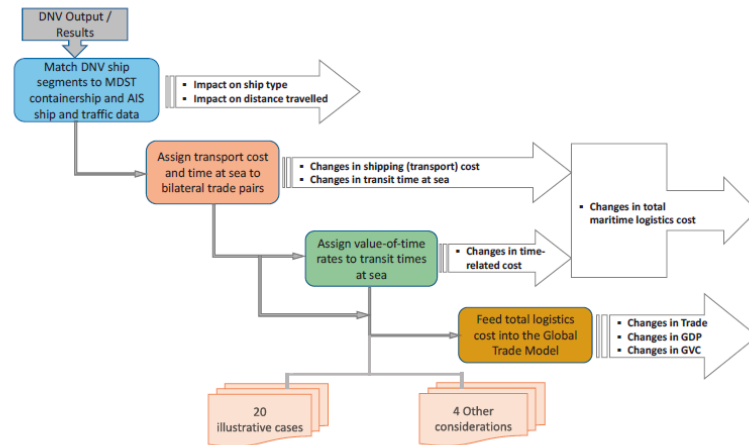 DNV Output /
Results
Match DNV ship
segments to MDST
containership and AIS
ship and traffic data
▪ Impact on ship type
▪ Impact on distance travelled
Assign transport cost
and time at sea to
bilateral trade pairs
▪ Changes in shipping (transport) cost
▪ Changes in transit time at sea
▪ Changes in total
maritime logistics cost
Assign value-of-time
rates to transit times
at sea
▪ Changes in time-
related cost
Feed total logistics
cost into the Global
Trade Model
▪ Changes in Trade
▪ Changes in GDP
▪ Changes in GVC
20
illustrative cases
4 Other
considerations